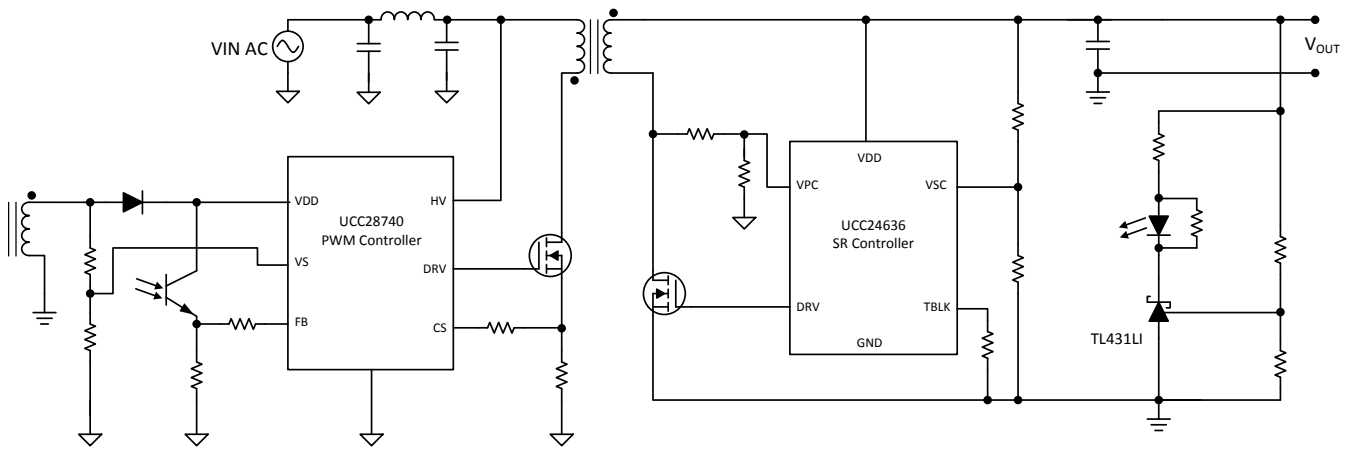 VIN AC
VOUT
UCC28740
PWM Controller
VDD
VS
FB
HV
DRV
CS
UCC24636
SR Controller
VDD
VPC
VSC
DRV
TBLK
GND
TL431LI